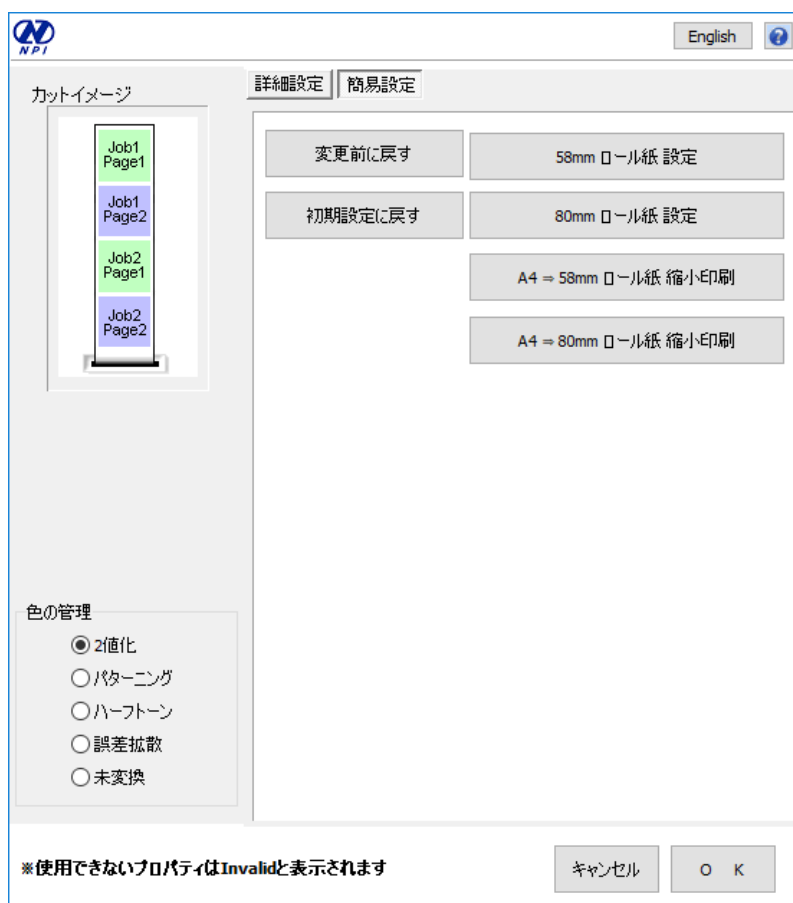 NPI
English
?
カットイメージ
詳細設定
簡易設定
Job1
Page1
Job1
Page2
Job2
Page1
Job2
Page2
変更前に戻す
58mm ロール紙 設定
初期設定に戻す
80mm ロール紙 設定
A4 ⇒ 58mm ロール紙 縮小印刷
A4 ⇒ 80mm ロール紙 縮小印刷
色の管理
2値化
パターニング
ハーフトーン
誤差拡散
未変換
※使用できないプロパティはInvalidと表示されます
キャンセル
O K